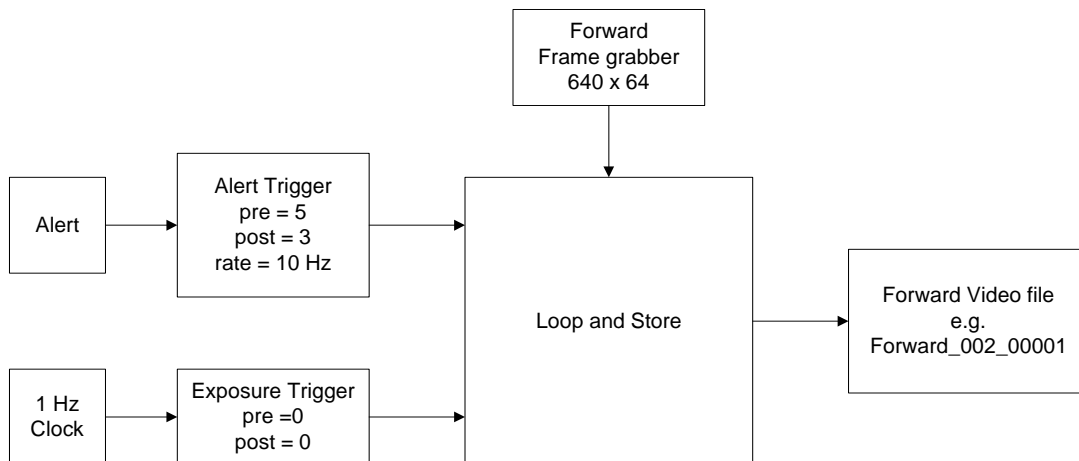 Forward
Frame grabber
640 x 64
Alert
Alert Trigger
pre = 5
post = 3
rate = 10 Hz
Loop and Store
Forward Video file
e.g.
Forward_002_00001
1 Hz
Clock
Exposure Trigger
pre =0
post = 0